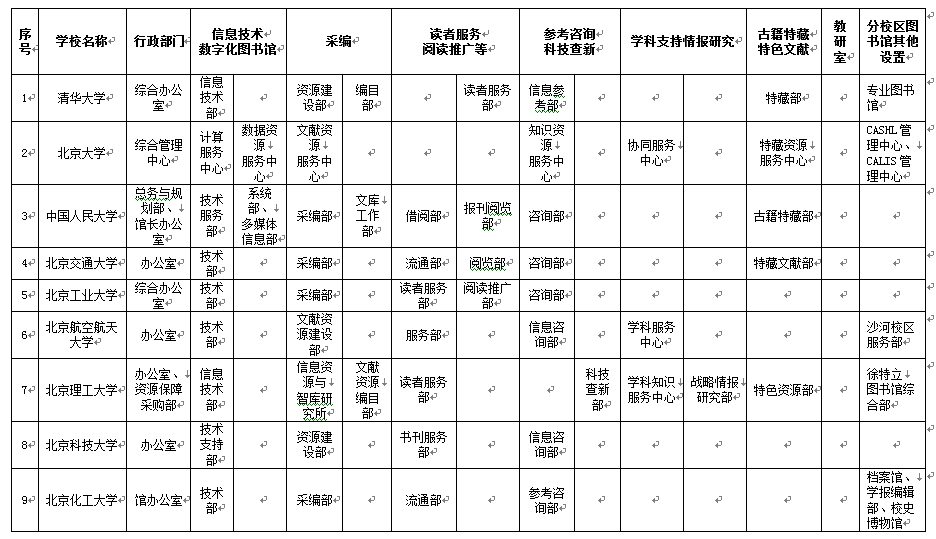 序号
学校名称
行政部门
信息技术
数字化图书馆
采编
读者服务
阅读推广等
参考咨询
科技查新
学科支持情报研究
古籍特藏
特色文献
教研室
分校区图
书馆其他
设置
1
清华大学
综合办公
室
信息
技术
部
资源建
设部
编目
部
读者服务
部
信息参
考部
特藏部
专业图书
馆
2
北京大学
综合管理
中心
计算
服务
中心
数据资
源
服务中
心
文献资
源
服务中
心
知识资
源
服务中
心
协同服务
中心
特藏资源
服务中心
CASHL 管
理中心、
CALIS 管
理中心
3
中国人民大学
总务与规
划部、
馆长办公
室
技术
服务
部
系统
部、
多媒体
信息部
采编部
文库
工作
部
借阅部
报刊阅览
部
咨询部
古籍特藏部
4
北京交通大学
办公室
技术
部
采编部
流通部
阅览部
咨询部
特藏文献部
5
北京工业大学
综合办公
室
技术
部
采编部
读者服务
部
阅读推广
部
咨询部
6
北京航空航天
大学
办公室
技术
部
文献资
源建设
部
服务部
信息咨
询部
学科服务
中心
沙河校区
服务部
7
北京理工大学
办公室、
资源保障
采购部
信息
技术
部
信息资
源与
智库研
究所
文献
资源
编目
部
读者服务
部
科技
查新
部
学科知识
服务中心
战略情报
研究部
特色资源部
徐特立
图书馆综
合部
8
北京科技大学
办公室
技术
支持
部
资源建
设部
书刊服务
部
信息咨
询部
9
北京化工大学
馆办公室
技术
部
采编部
流通部
参考咨
询部
档案馆、
学报编辑
部、校史
博物馆